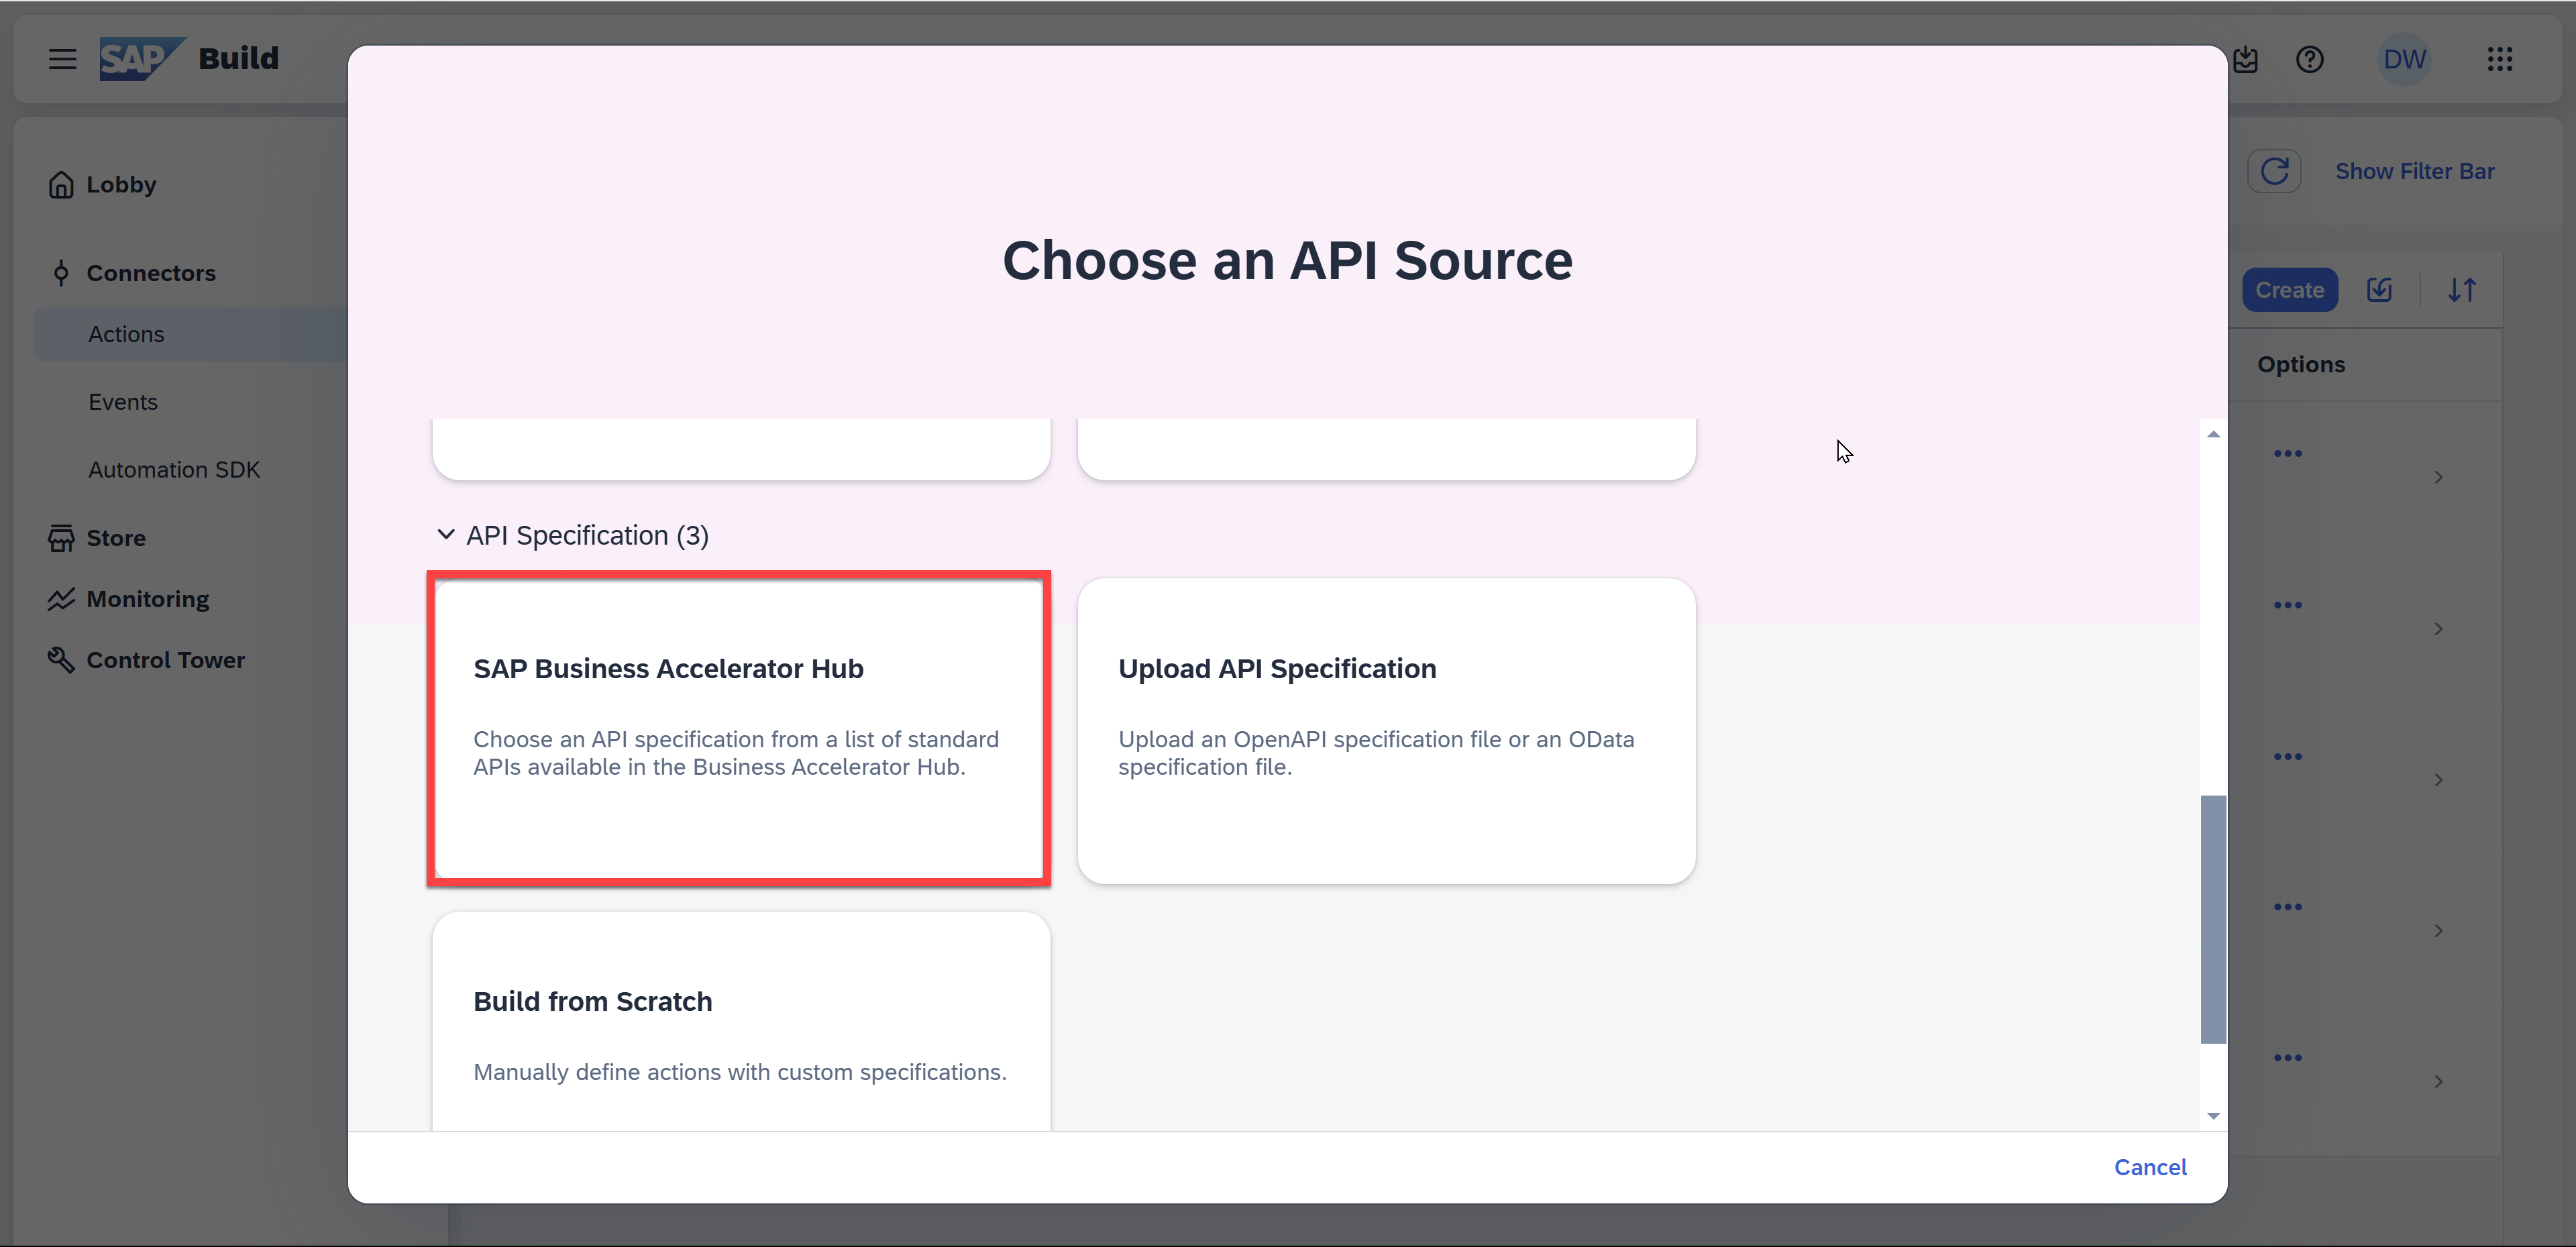 SAP Build
DW
Lobby
Connectors
Actions
Events
Automation SDK
Store
Monitoring
Control Tower
Show Filter Bar
Create
Options
Choose an API Source
API Specification (3)
SAP Business Accelerator Hub
Choose an API specification from a list of standard
APIs available in the Business Accelerator Hub.
Upload API Specification
Upload an OpenAPI specification file or an OData
specification file.
Build from Scratch
Manually define actions with custom specifications.
Cancel